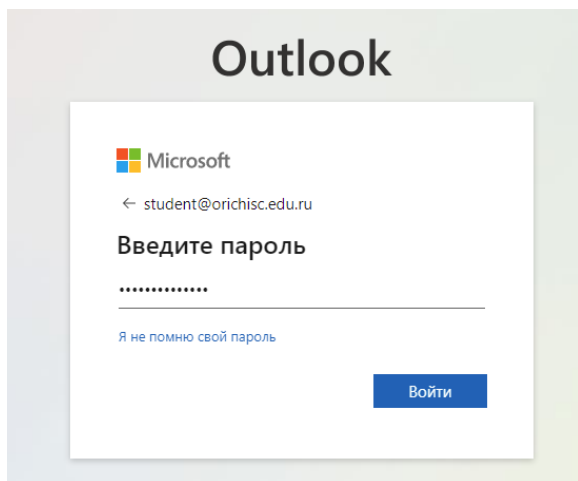 Outlook
Microsoft
← student@orichisc.edu.ru
Введите пароль
••••••••••••••
Я не помню свой пароль
Войти